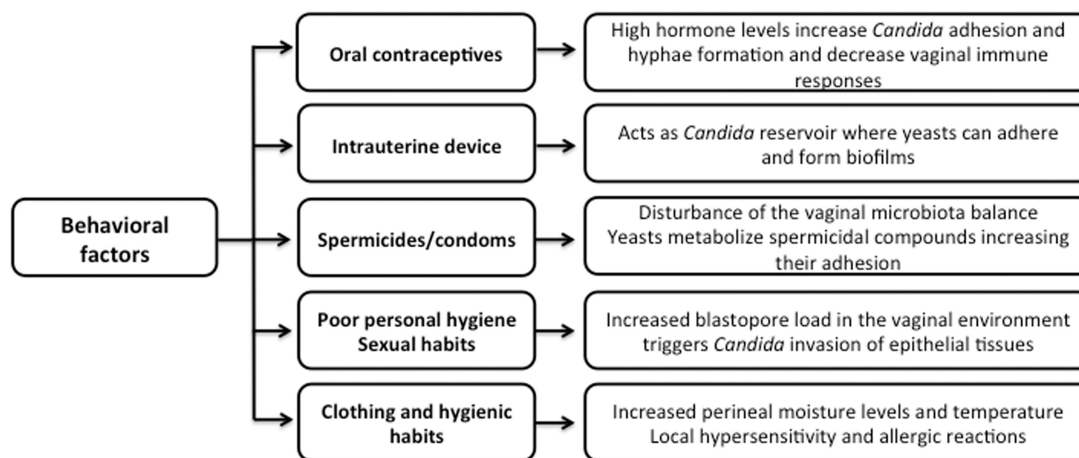 Behavioral
factors
Oral contraceptives
High hormone levels increase Candida adhesion and
hyphae formation and decrease vaginal immune
responses
Intrauterine device
Acts as Candida reservoir where yeasts can adhere
and form biofilms
Spermicides/condoms
Disturbance of the vaginal microbiota balance
Yeasts metabolize spermicidal compounds increasing
their adhesion
Poor personal hygiene
Sexual habits
Increased blastopore load in the vaginal environment
triggers Candida invasion of epithelial tissues
Clothing and hygienic
habits
Increased perineal moisture levels and temperature
Local hypersensitivity and allergic reactions